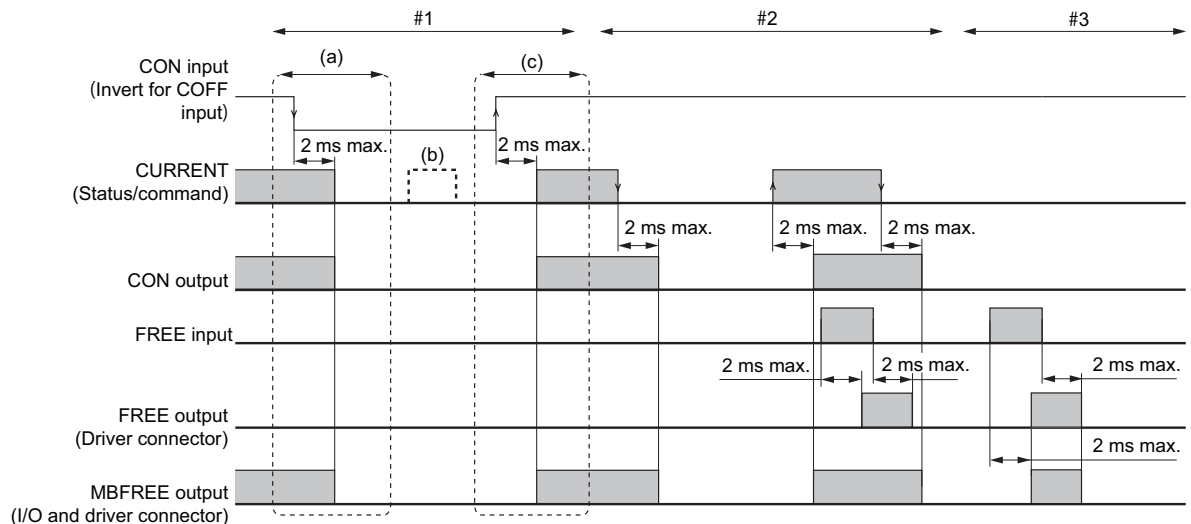 #1
#2
#3
(a)
(c)
CON input
(Invert for COFF
input)
2 ms max.
2 ms max.
(b)
CURRENT
(Status/command)
2 ms max.
2 ms max.
2 ms max.
CON output
FREE input
2 ms max.
2 ms max.
2 ms max.
FREE output
(Driver connector)
2 ms max.
MBFREE output
(I/O and driver connector)